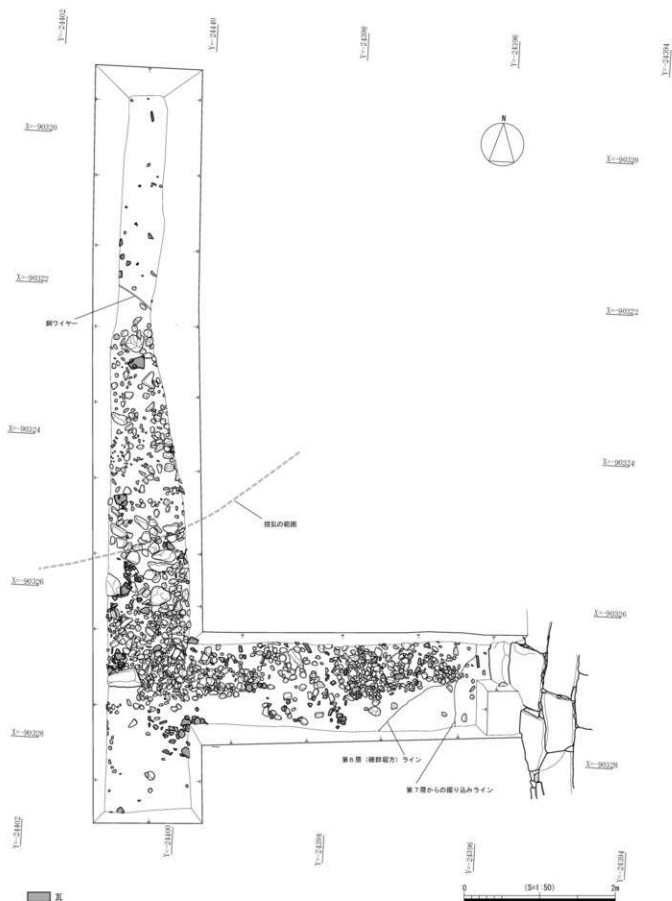 Y=-24402
Y=-24440
Y=-24398
Y=-24396
Y=-24394
X=-90320
N
X=-90320
X=-90322
X=-90322
銅ワイヤー
X=-90324
X=-90324
撹乱の範囲
X=-90326
X=-90326
X=-90328
第6層(礫群堀方)ライン
X=-90328
第7層からの掘り込みライン
Y=-24402
Y=-24400
Y=-24398
Y=-24396
Y=-24394
瓦
0
(S=1:50)
2m